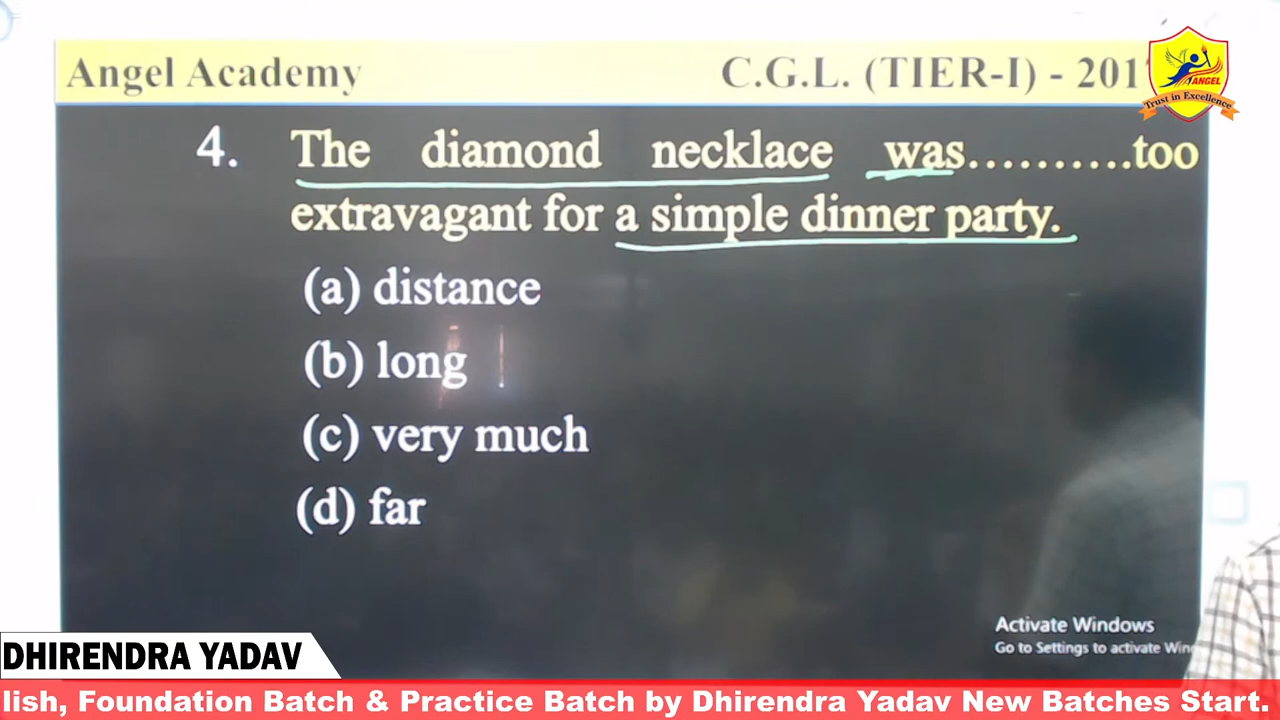 Angel Academy
C.G.L. (TIER-I) - 201
ANGEL
Trust in Excellence
4. The diamond necklace was..........too
extravagant for a simple dinner party.
(a) distance
(b) long
(c) very much
(d) far
Activate Windows
Go to Settings to activate Win
DHIRENDRA YADAV
lish, Foundation Batch & Practice Batch by Dhirendra Yadav New Batches Start.